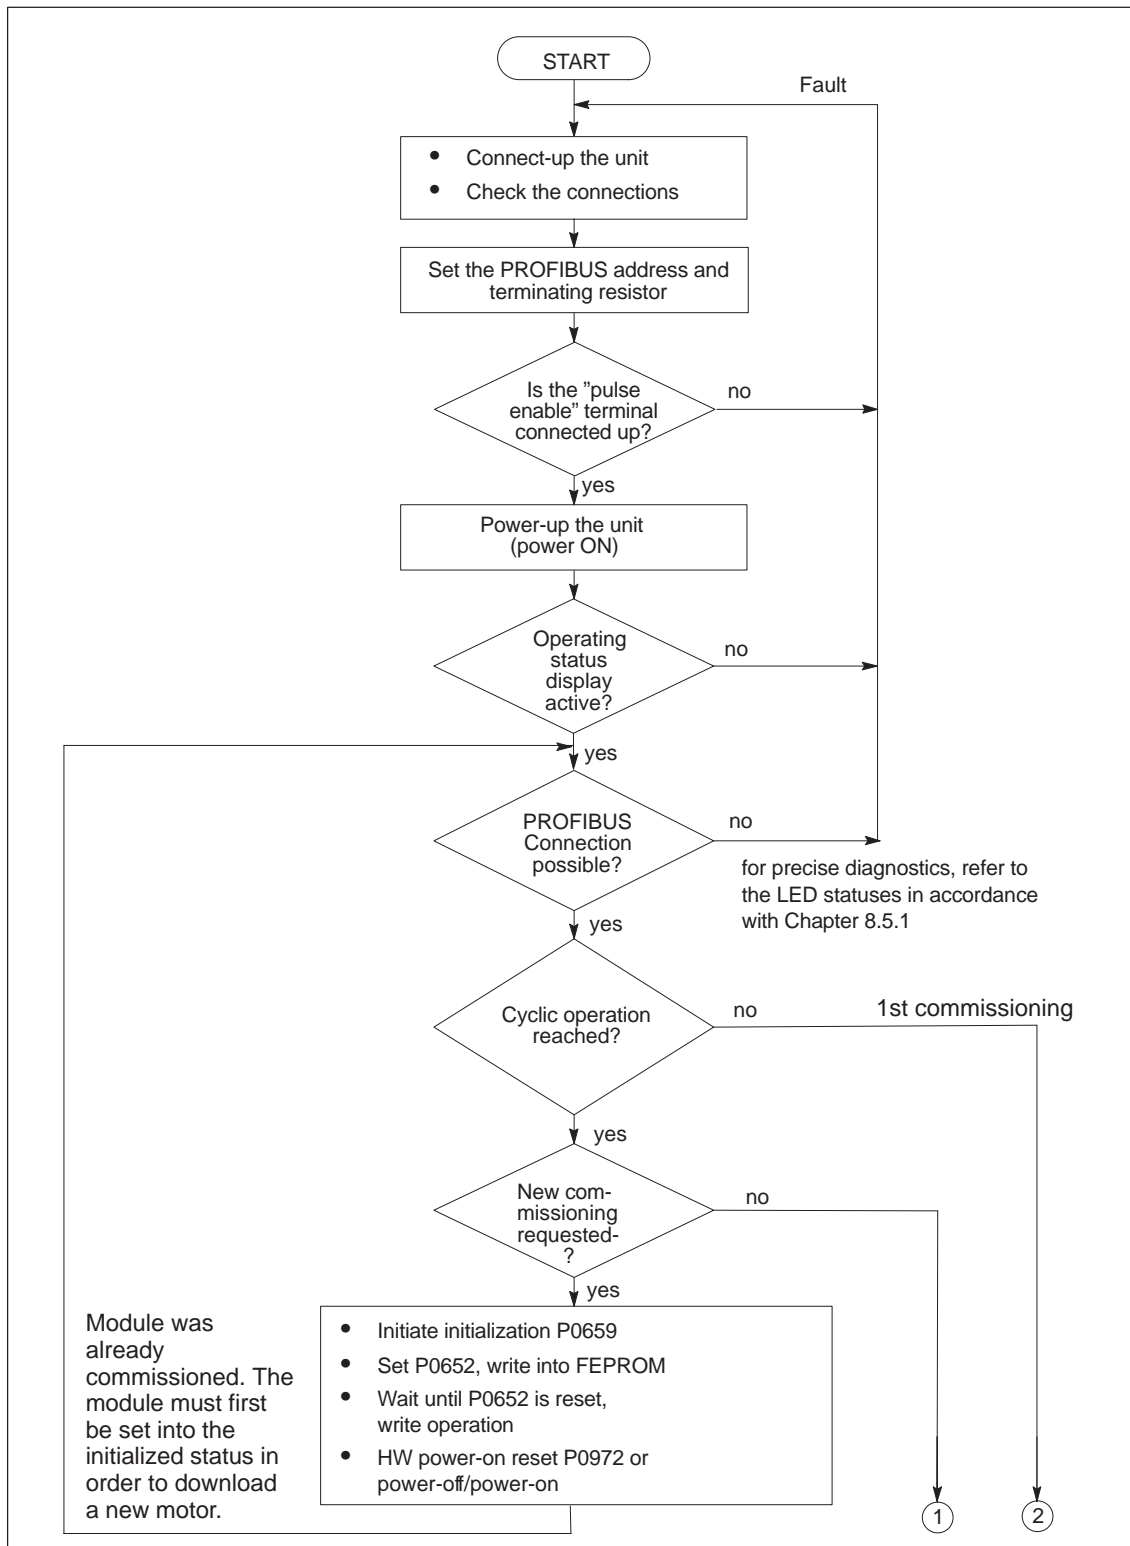 START
Fault
• Connect-up the unit
• Check the connections
Set the PROFIBUS address and
terminating resistor
Is the ”pulse
enable” terminal
connected up?
no
yes
Power-up the unit
(power ON)
Operating
status
display
active?
no
yes
PROFIBUS
Connection
possible?
no
for precise diagnostics, refer to
the LED statuses in accordance
with Chapter 8.5.1
yes
Cyclic operation
reached?
no
1st commissioning
yes
New com-
missioning
requested-
?
no
yes
Module was
already
commissioned. The
module must first
be set into the
initialized status in
order to download
a new motor.
• Initiate initialization P0659
• Set P0652, write into FEPROM
• Wait until P0652 is reset,
write operation
• HW power-on reset P0972 or
power-off/power-on
1
2